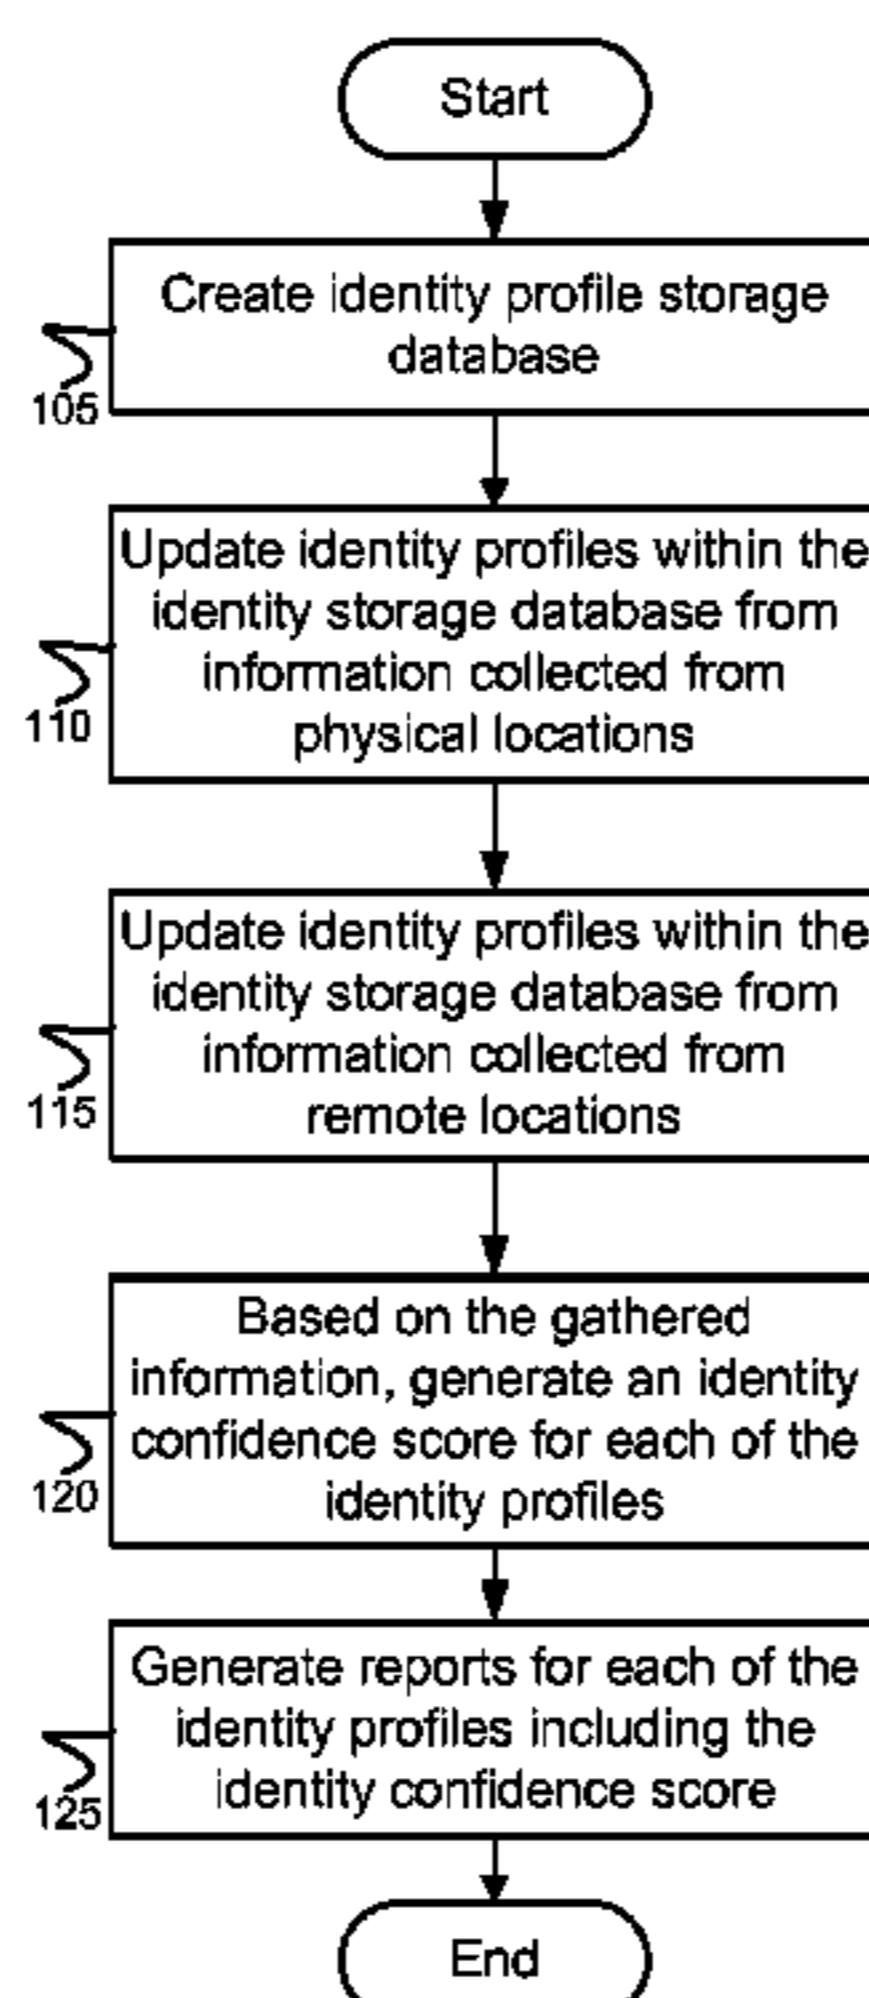 Start
Create identity profile storage
database
105
Update identity profiles within the
identity storage database from
information collected from
physical locations
110
Update identity profiles within the
identity storage database from
information collected from
remote locations
115
Based on the gathered
information, generate an identity
confidence score for each of the
identity profiles
120
Generate reports for each of the
identity profiles including the
identity confidence score
125
End